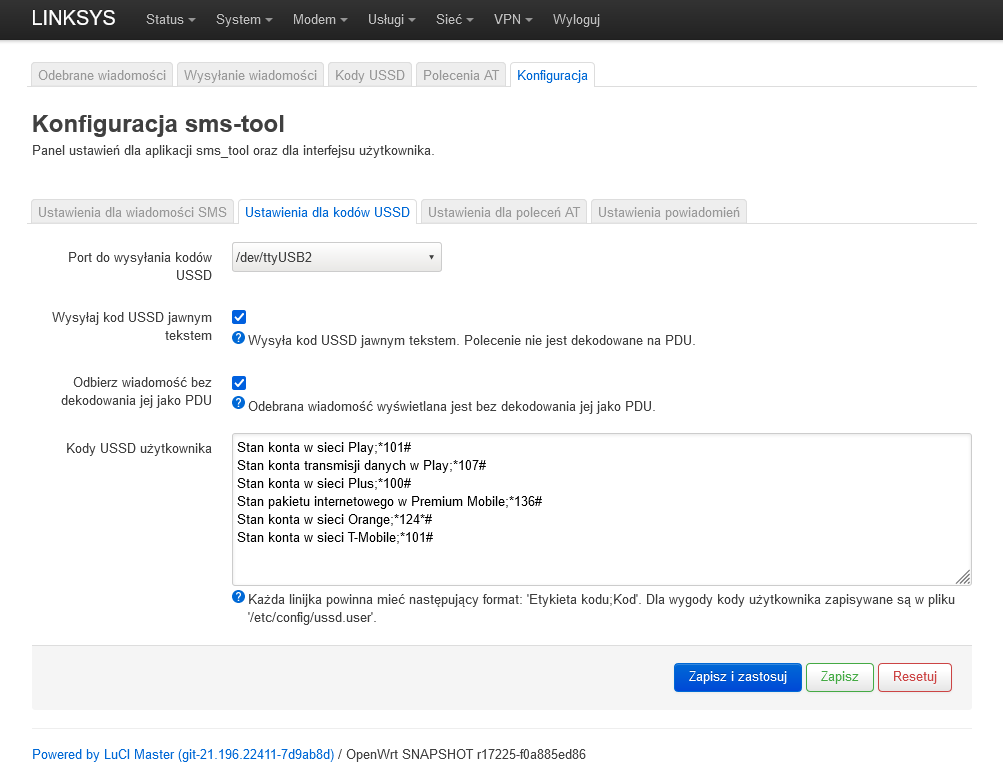 LINKSYS Status System Modem Usługi Sieć VPN Wyloguj
Odebrane wiadomości Wysyłanie wiadomości Kody USSD Polecenia AT Konfiguracja
Konfiguracja sms-tool
Panel ustawień dla aplikacji sms_tool oraz dla interfejsu użytkownika.
Ustawienia dla wiadomości SMS Ustawienia dla kodów USSD Ustawienia dla poleceń AT Ustawienia powiadomień
Port do wysyłania kodów
USSD
/dev/ttyUSB2
Wysyłaj kod USSD jawnym
tekstem
Wysyła kod USSD jawnym tekstem. Polecenie nie jest dekodowane na PDU.
Odbierz wiadomość bez
dekodowania jej jako PDU
Odebrana wiadomość wyświetlana jest bez dekodowania jej jako PDU.
Kody USSD użytkownika
Stan konta w sieci Play;*101#
Stan konta transmisji danych w Play;*107#
Stan konta w sieci Plus;*100#
Stan pakietu internetowego w Premium Mobile;*136#
Stan konta w sieci Orange;*124*#
Stan konta w sieci T-Mobile;*101#
Każda linijka powinna mieć następujący format: 'Etykieta kodu;Kod'. Dla wygody kody użytkownika zapisywane są w pliku
'/etc/config/ussd.user'.
Zapisz i zastosuj Zapisz Resetuj
Powered by LuCI Master (git-21.196.22411-7d9ab8d) / OpenWrt SNAPSHOT r17225-f0a885ed86